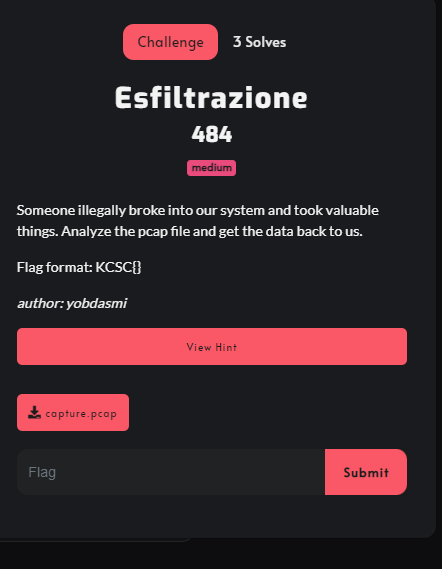 Challenge
3 Solves
Esfiltrazione
484
medium
Someone illegally broke into our system and took valuable
things. Analyze the pcap file and get the data back to us.
Flag format: KCSC{}
author: yobdasmi
View Hint
capture.pcap
Flag
Submit